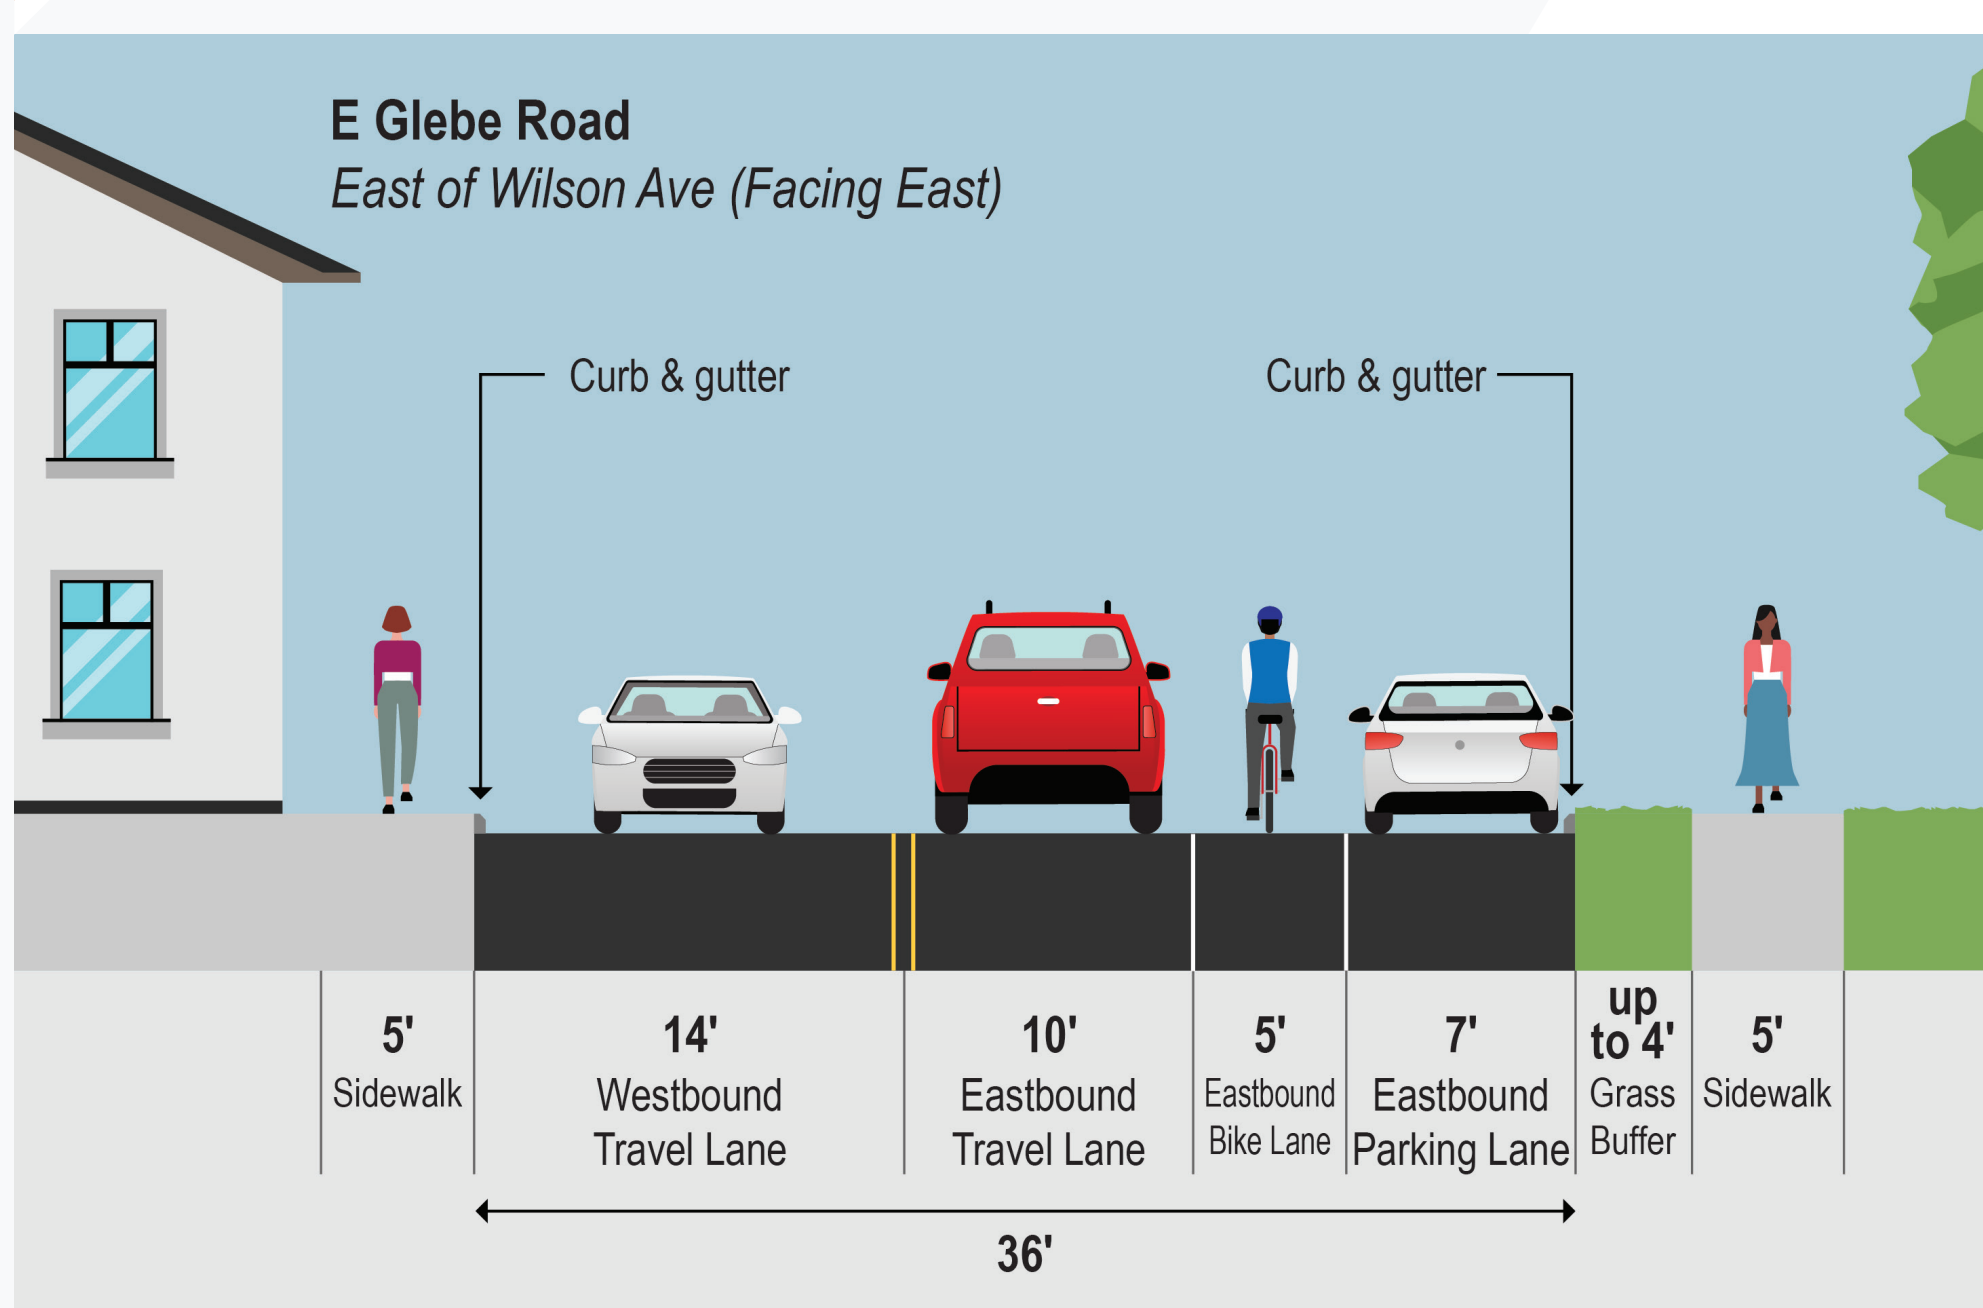 E Glebe Road
East of Wilson Ave (Facing East)
Curb & gutter
Curb & gutter
5'
Sidewalk
14'
Westbound
Travel Lane
10'
Eastbound
Travel Lane
5'
Eastbound
Bike Lane
7'
Eastbound
Parking Lane
up
to 4'
Grass
Buffer
5'
Sidewalk
36'